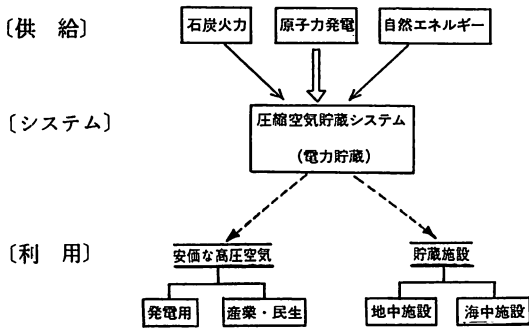 〔供 給〕
石炭火力
原子力発電
自然エネルギー
〔システム〕
圧縮空気貯蔵システム
(電力貯蔵)
〔利 用〕
安価な高圧空気
貯蔵施設
発電用
産業・民生
地中施設
海中施設